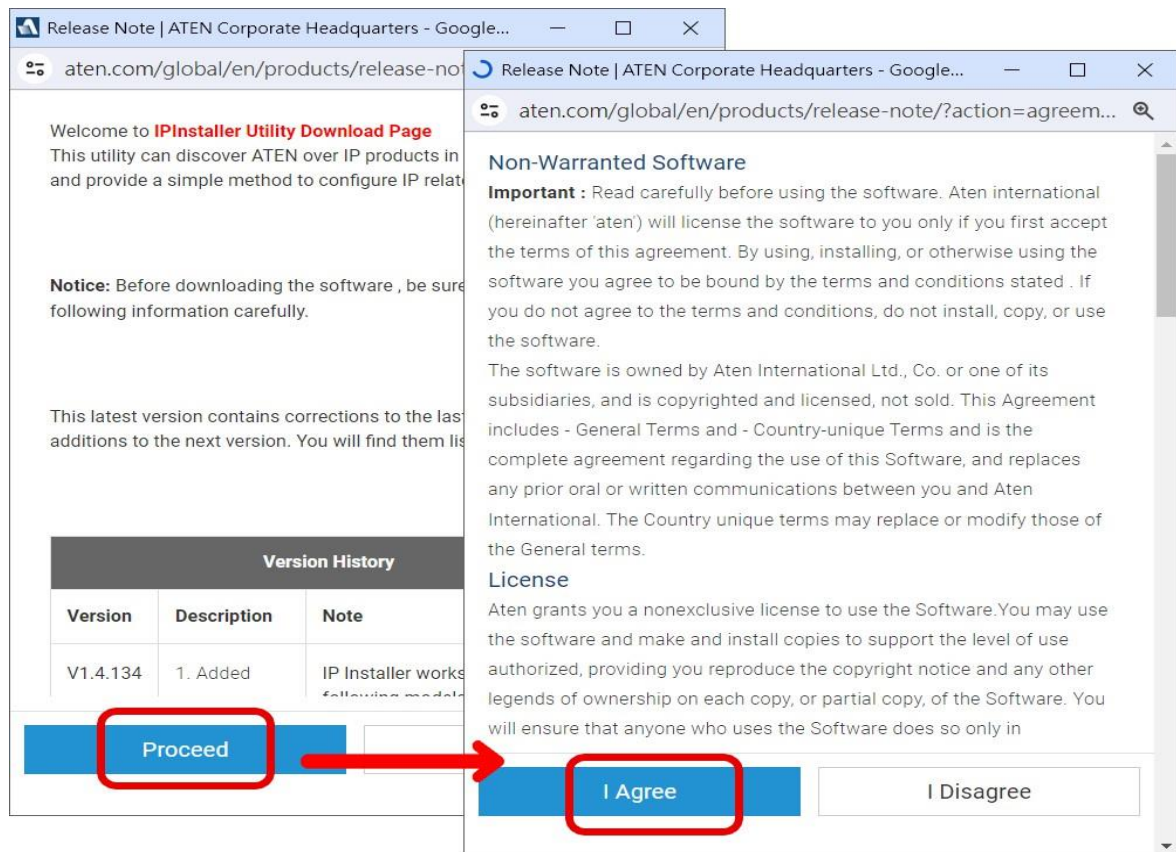 Release Note | ATEN Corporate Headquarters - Google...
aten.com/global/en/products/release-no
Welcome to IPInstaller Utility Download Page
This utility can discover ATEN over IP products in
and provide a simple method to configure IP relat
Notice: Before downloading the software , be sure
following information carefully.
This latest version contains corrections to the las
additions to the next version. You will find them lis
Version History
Version Description Note
V1.4.134 1. Added IP Installer works
following models
Proceed
Release Note | ATEN Corporate Headquarters - Google...
aten.com/global/en/products/release-note/?action=agreem...
Non-Warranted Software
Important : Read carefully before using the software. Aten international
(hereinafter 'aten') will license the software to you only if you first accept
the terms of this agreement. By using, installing, or otherwise using the
software you agree to be bound by the terms and conditions stated . If
you do not agree to the terms and conditions, do not install, copy, or use
the software.
The software is owned by Aten International Ltd., Co. or one of its
subsidiaries, and is copyrighted and licensed, not sold. This Agreement
includes - General Terms and - Country-unique Terms and is the
complete agreement regarding the use of this Software, and replaces
any prior oral or written communications between you and Aten
International. The Country unique terms may replace or modify those of
the General terms.
License
Aten grants you a nonexclusive license to use the Software.You may use
the software and make and install copies to support the level of use
authorized, providing you reproduce the copyright notice and any other
legends of ownership on each copy, or partial copy, of the Software. You
will ensure that anyone who uses the Software does so only in
I Agree
I Disagree